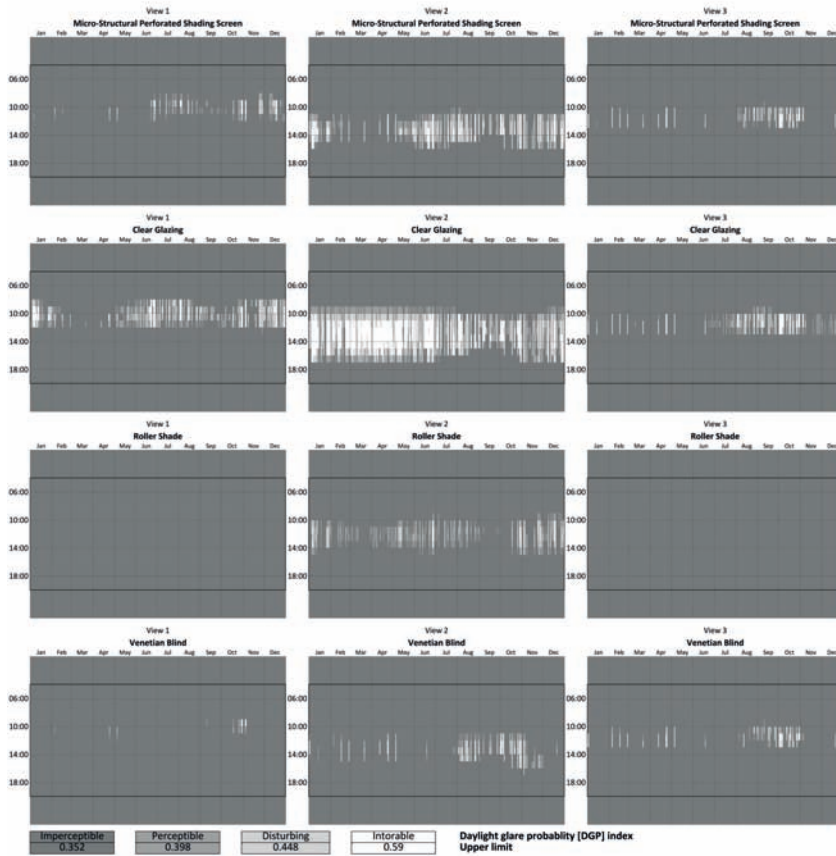 View 1
Micro-Structural Perforated Shading Screen
Jan Feb Mar Apr May Jun Jul Aug Sep Oct Nov Dec
06:00
10:00
14:00
18:00
View 2
Micro-Structural Perforated Shading Screen
Jan Feb Mar Apr May Jun Jul Aug Sep Oct Nov Dec
06:00
10:00
14:00
18:00
View 3
Micro-Structural Perforated Shading Screen
Jan Feb Mar Apr May Jun Jul Aug Sep Oct Nov Dec
06:00
10:00
14:00
18:00
View 1
Clear Glazing
Jan Feb Mar Apr May Jun Jul Aug Sep Oct Nov Dec
06:00
10:00
14:00
18:00
View 2
Clear Glazing
Jan Feb Mar Apr May Jun Jul Aug Sep Oct Nov Dec
06:00
10:00
14:00
18:00
View 3
Clear Glazing
Jan Feb Mar Apr May Jun Jul Aug Sep Oct Nov Dec
06:00
10:00
14:00
18:00
View 1
Roller Shade
Jan Feb Mar Apr May Jun Jul Aug Sep Oct Nov Dec
06:00
10:00
14:00
18:00
View 2
Roller Shade
Jan Feb Mar Apr May Jun Jul Aug Sep Oct Nov Dec
06:00
10:00
14:00
18:00
View 3
Roller Shade
Jan Feb Mar Apr May Jun Jul Aug Sep Oct Nov Dec
06:00
10:00
14:00
18:00
View 1
Venetian Blind
Jan Feb Mar Apr May Jun Jul Aug Sep Oct Nov Dec
06:00
10:00
14:00
18:00
View 2
Venetian Blind
Jan Feb Mar Apr May Jun Jul Aug Sep Oct Nov Dec
06:00
10:00
14:00
18:00
View 3
Venetian Blind
Jan Feb Mar Apr May Jun Jul Aug Sep Oct Nov Dec
06:00
10:00
14:00
18:00
Imperceptible Perceptible Disturbing Intorable Daylight glare probablity [DGP] index
0.352 0.398 0.448 0.59 Upper limit